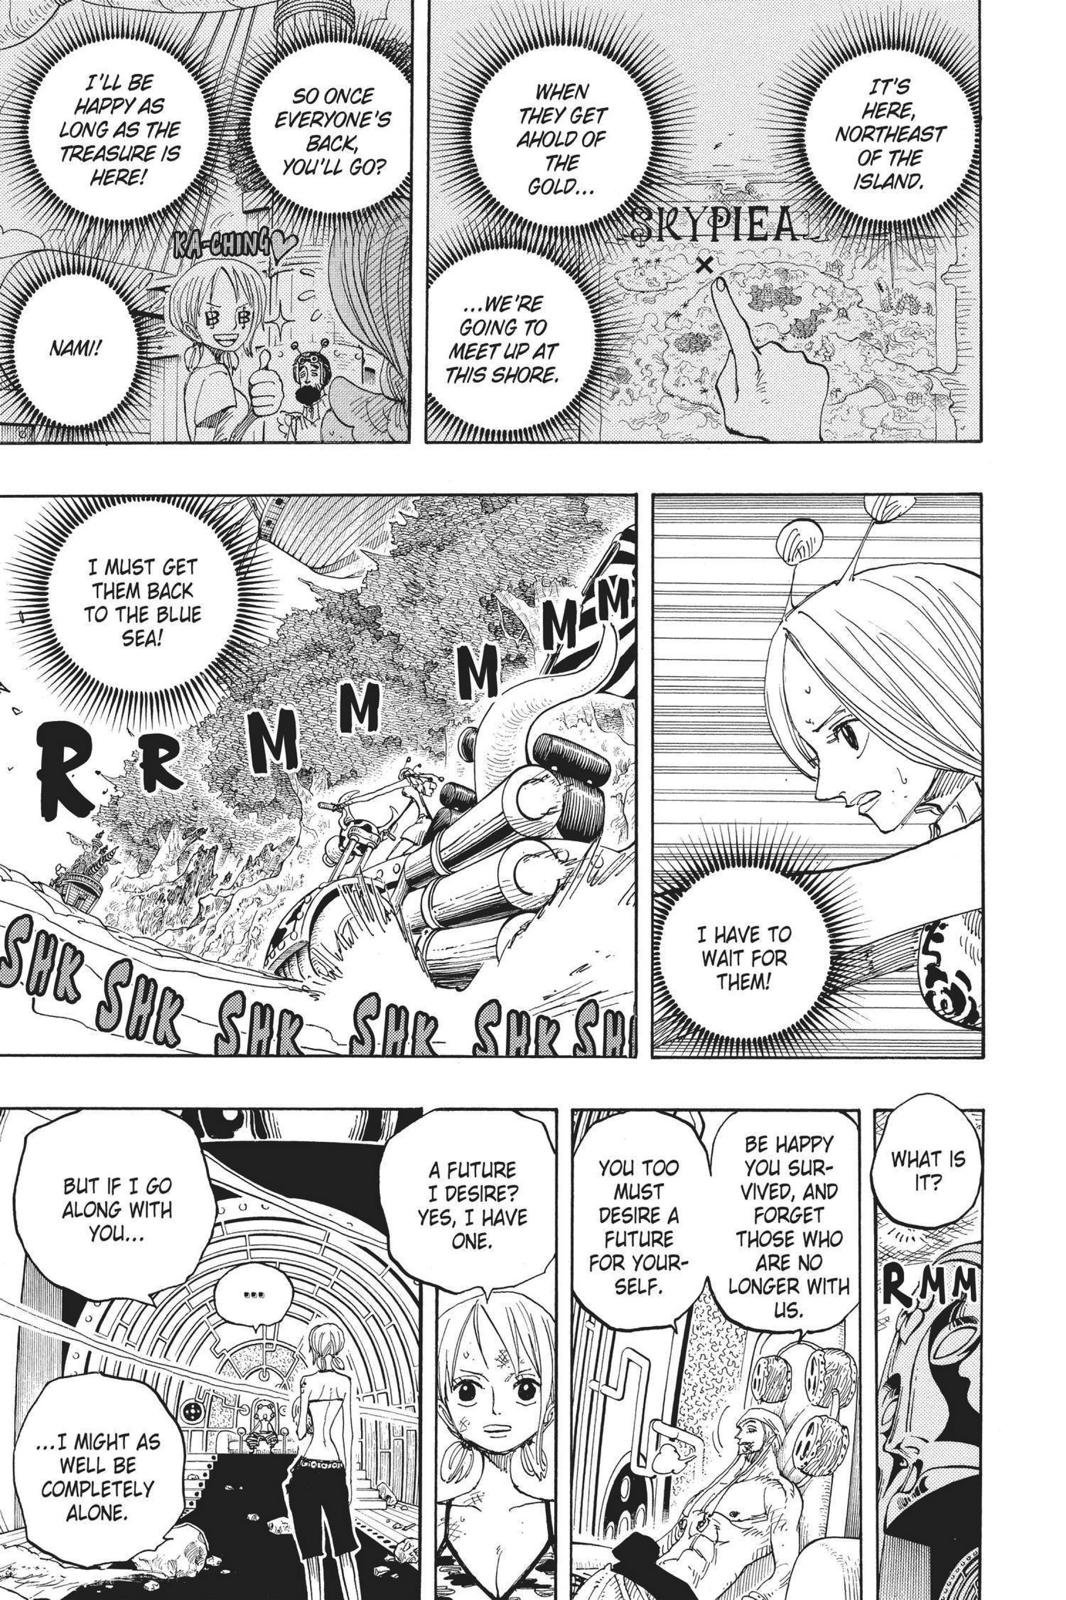 IT'S
HERE,
NORTHEAST
OF THE
ISLAND.
WHEN
THEY GET
AHOLD OF
THE
GOLD...
SKYPIEA
...WE'RE
GOING TO
MEET UP AT
THIS SHORE.
SO ONCE
EVERYONE'S
BACK,
YOU'LL GO?
I'LL BE
HAPPY AS
LONG AS THE
TREASURE IS
HERE!
KA-CHING♥
NAMI!
I HAVE TO
WAIT FOR
THEM!
I MUST GET
THEM BACK
TO THE BLUE
SEA!
RRMMMMM
SHK SHK SHK SHK SHK SH
WHAT IS
IT?
RMM
BE HAPPY
YOU SUR-
VIVED, AND
FORGET
THOSE WHO
ARE NO
LONGER WITH
US.
YOU TOO
MUST
DESIRE A
FUTURE
FOR YOUR-
SELF.
A FUTURE
I DESIRE?
YES, I HAVE
ONE.
BUT IF I GO
ALONG WITH
YOU...
...
...I MIGHT AS
WELL BE
COMPLETELY
ALONE.